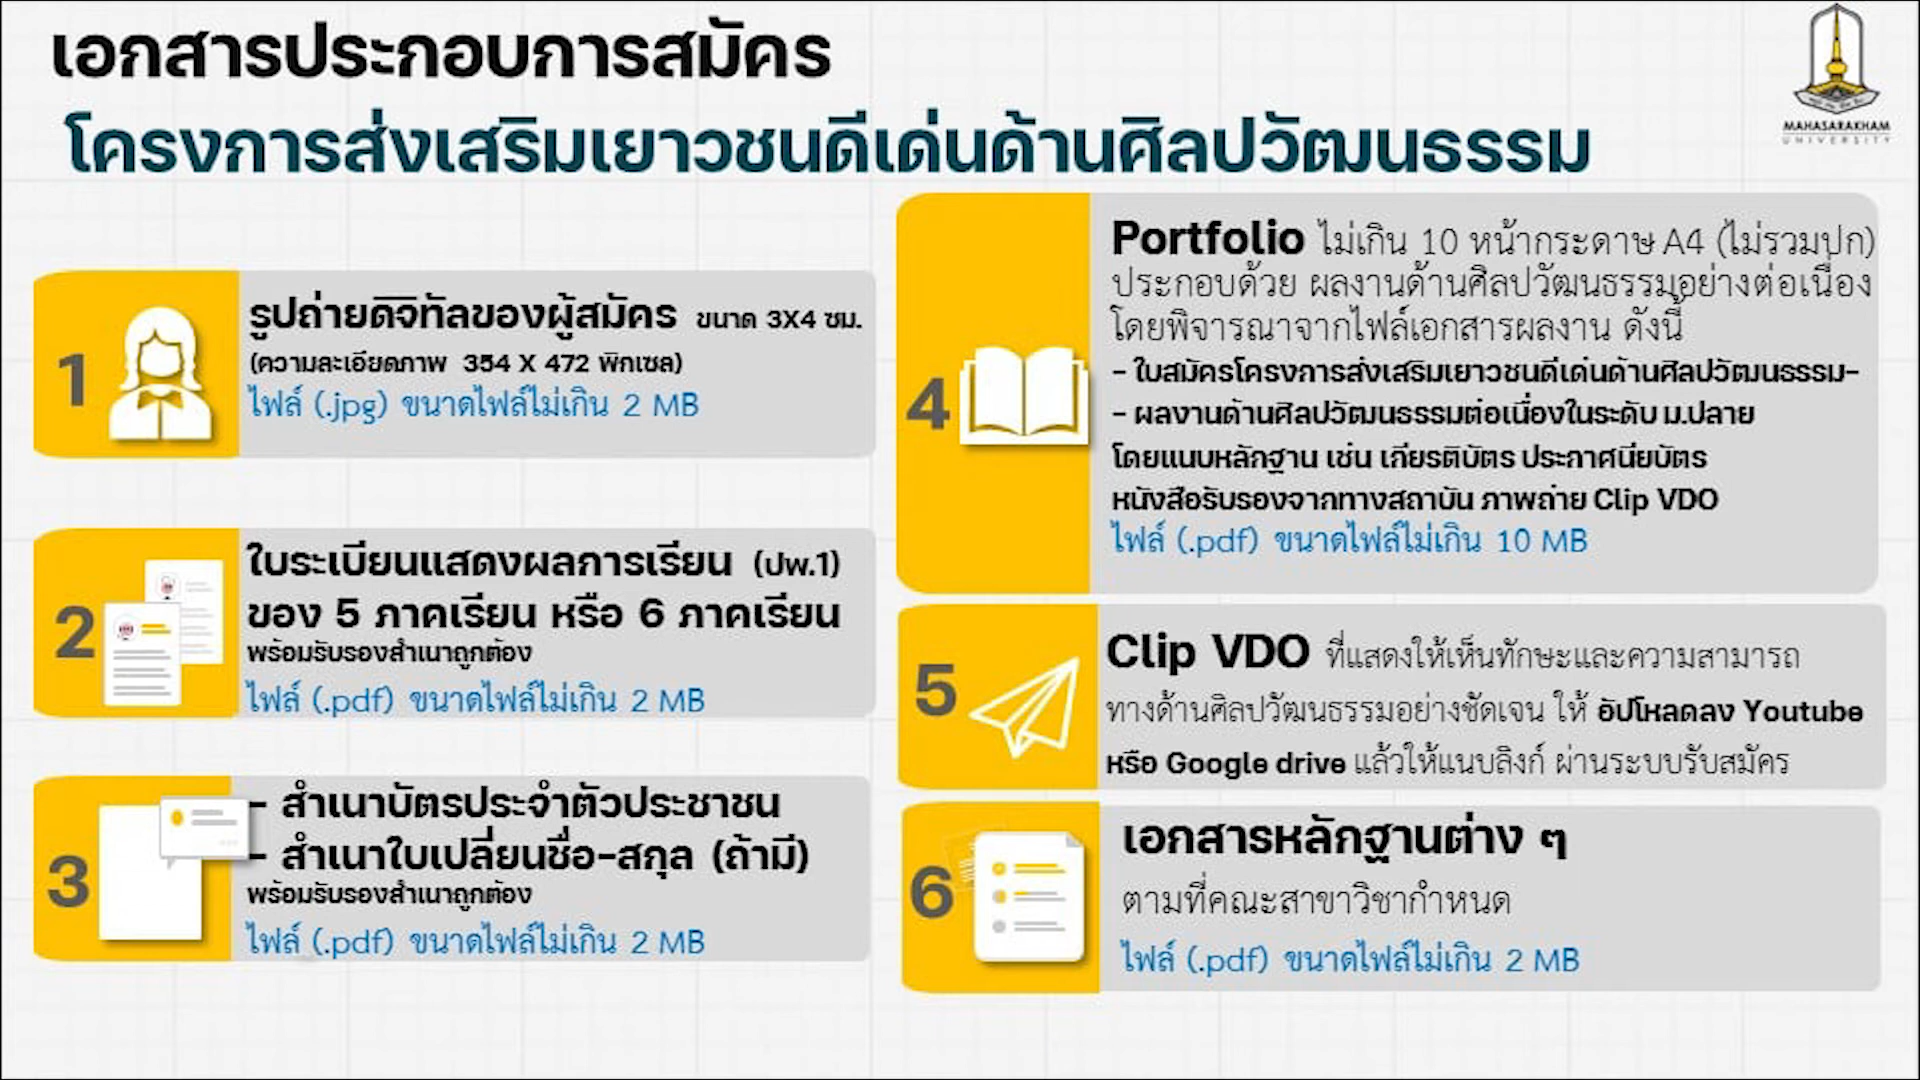 เอกสารประกอบการสมัคร
โครงการส่งเสริมเยาวชนดีเด่นด้านศิลปวัฒนธรรม
MAHASARAKHAM
UNIVERSITY
1
รูปถ่ายดิจิทัลของผู้สมัคร ขนาด 3X4 ซม.
(ความละเอียดภาพ 354 X 472 พิกเซล)
ไฟล์ (.jpg) ขนาดไฟล์ไม่เกิน 2 MB
2
ใบระเบียนแสดงผลการเรียน (ปพ.1)
ของ 5 ภาคเรียน หรือ 6 ภาคเรียน
พร้อมรับรองสำเนาถูกต้อง
ไฟล์ (.pdf) ขนาดไฟล์ไม่เกิน 2 MB
3
- สำเนาบัตรประจำตัวประชาชน
- สำเนาใบเปลี่ยนชื่อ-สกุล (ถ้ามี)
พร้อมรับรองสำเนาถูกต้อง
ไฟล์ (.pdf) ขนาดไฟล์ไม่เกิน 2 MB
4
Portfolio ไม่เกิน 10 หน้ากระดาษ A4 (ไม่รวมปก)
ประกอบด้วย ผลงานด้านศิลปวัฒนธรรมอย่างต่อเนื่อง
โดยพิจารณาจากไฟล์เอกสารผลงาน ดังนี้
- ใบสมัครโครงการส่งเสริมเยาวชนดีเด่นด้านศิลปวัฒนธรรม-
- ผลงานด้านศิลปวัฒนธรรมต่อเนื่องในระดับ ม.ปลาย
โดยแนบหลักฐาน เช่น เกียรติบัตร ประกาศนียบัตร
หนังสือรับรองจากทางสถาบัน ภาพถ่าย Clip VDO
ไฟล์ (.pdf) ขนาดไฟล์ไม่เกิน 10 MB
5
Clip VDO ที่แสดงให้เห็นทักษะและความสามารถ
ทางด้านศิลปวัฒนธรรมอย่างชัดเจน ให้ อัปโหลดลง Youtube
หรือ Google drive แล้วให้แนบลิงก์ ผ่านระบบรับสมัคร
6
เอกสารหลักฐานต่าง ๆ
ตามที่คณะสาขาวิชากำหนด
ไฟล์ (.pdf) ขนาดไฟล์ไม่เกิน 2 MB